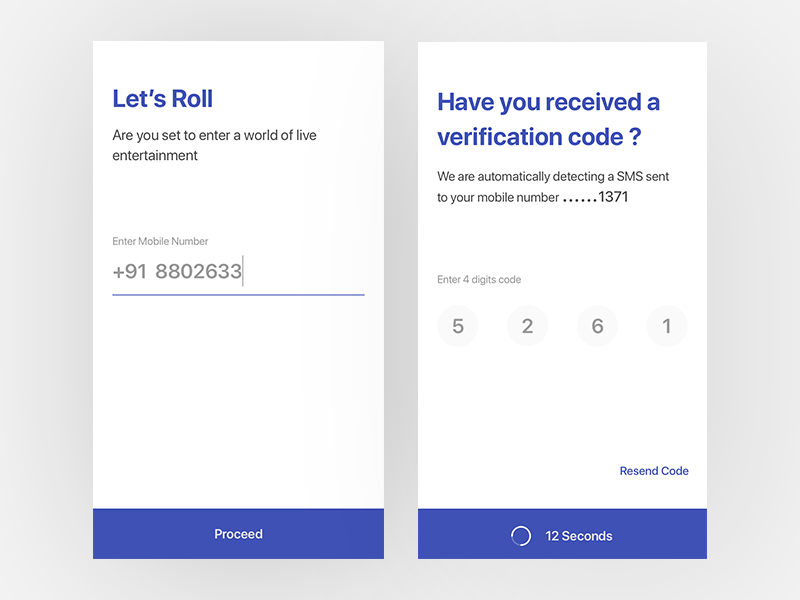 Let's Roll
Are you set to enter a world of live
entertainment
Enter Mobile Number
+91 8802633
Proceed
Have you received a
verification code ?
We are automatically detecting a SMS sent
to your mobile number ......1371
Enter 4 digits code
5 2 6 1
Resend Code
12 Seconds